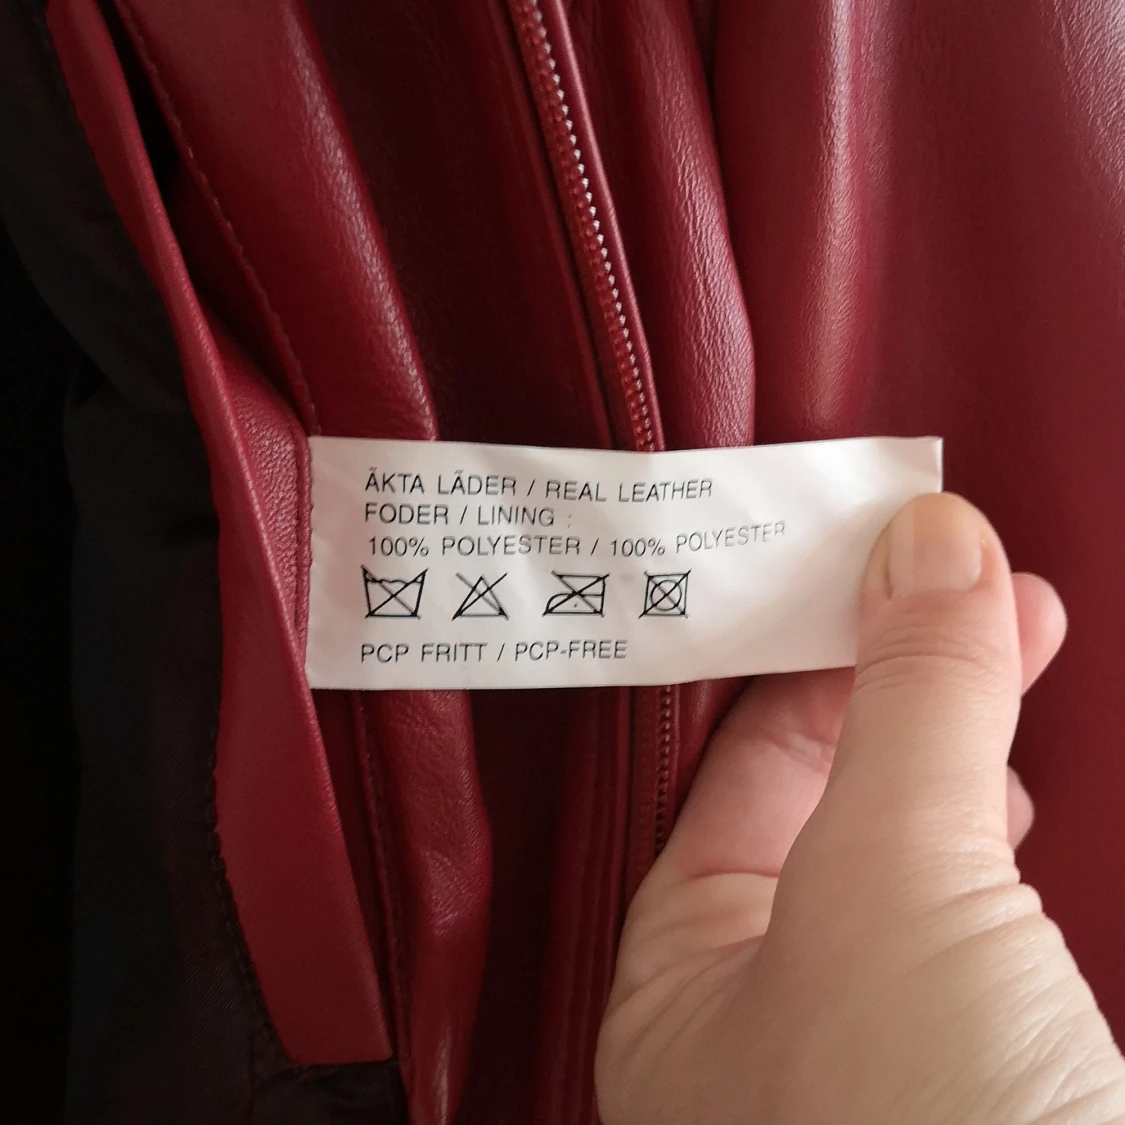 ÄKTA LÄDER / REAL LEATHER
FODER / LINING :
100% POLYESTER / 100% POLYESTER
PCP FRITT / PCP-FREE